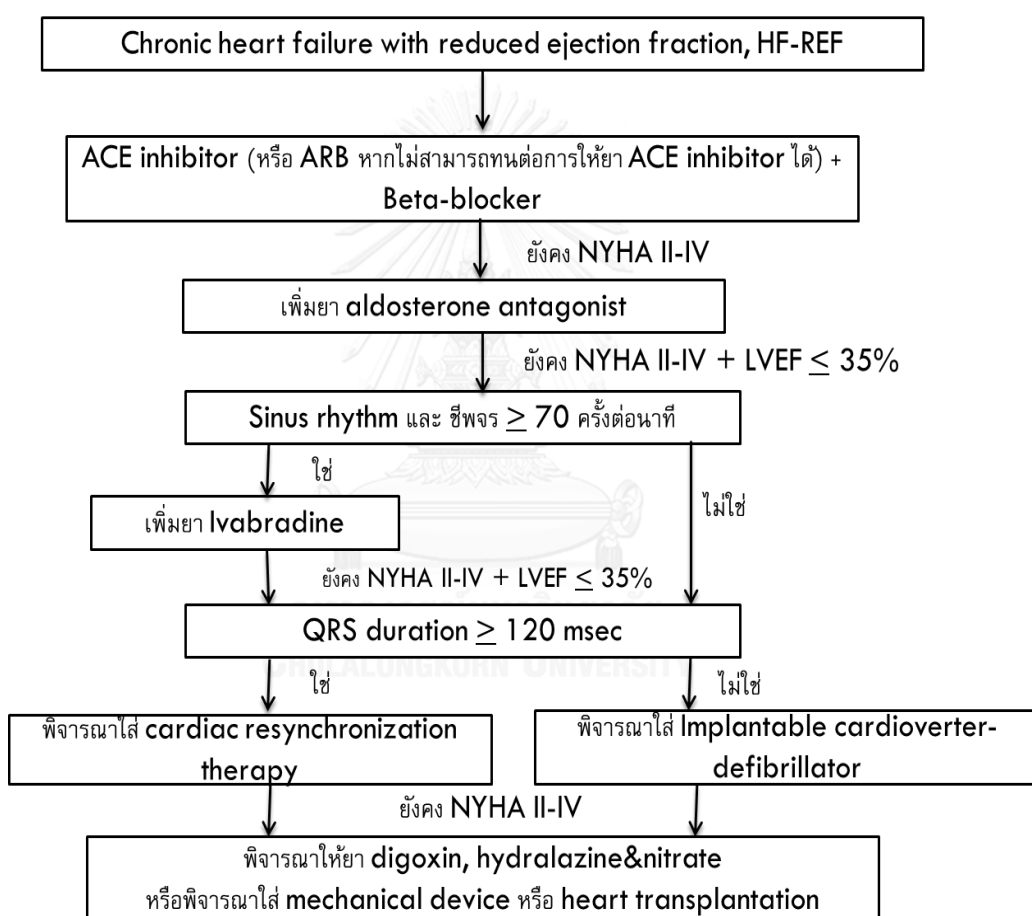 Chronic heart failure with reduced ejection fraction, HF-REF
ACE inhibitor (หรือ ARB หากไม่สามารถทนต่อการให้ยา ACE inhibitor ได้) +
Beta-blocker
ยังคง NYHA II-IV
เพิ่มยา aldosterone antagonist
ยังคง NYHA II-IV + LVEF ≤ 35%
Sinus rhythm และ ชีพจร ≥ 70 ครั้งต่อนาที
ใช่
ไม่ใช่
เพิ่มยา Ivabradine
ยังคง NYHA II-IV + LVEF ≤ 35%
QRS duration ≥ 120 msec
CHULALONGKORN UNIVERSITY
ใช่
ไม่ใช่
พิจารณาใส่ cardiac resynchronization
therapy
พิจารณาใส่ Implantable cardioverter-
defibrillator
ยังคง NYHA II-IV
พิจารณาให้ยา digoxin, hydralazine&nitrate
หรือพิจารณาใส่ mechanical device หรือ heart transplantation